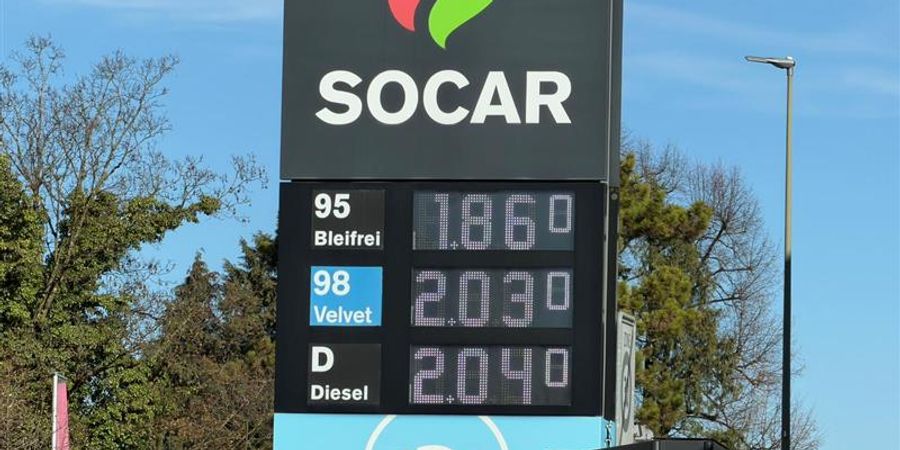 SOCAR
95 1.86⁰
Bleifrei
98 2.03⁰
Velvet
D 2.04⁰
Diesel